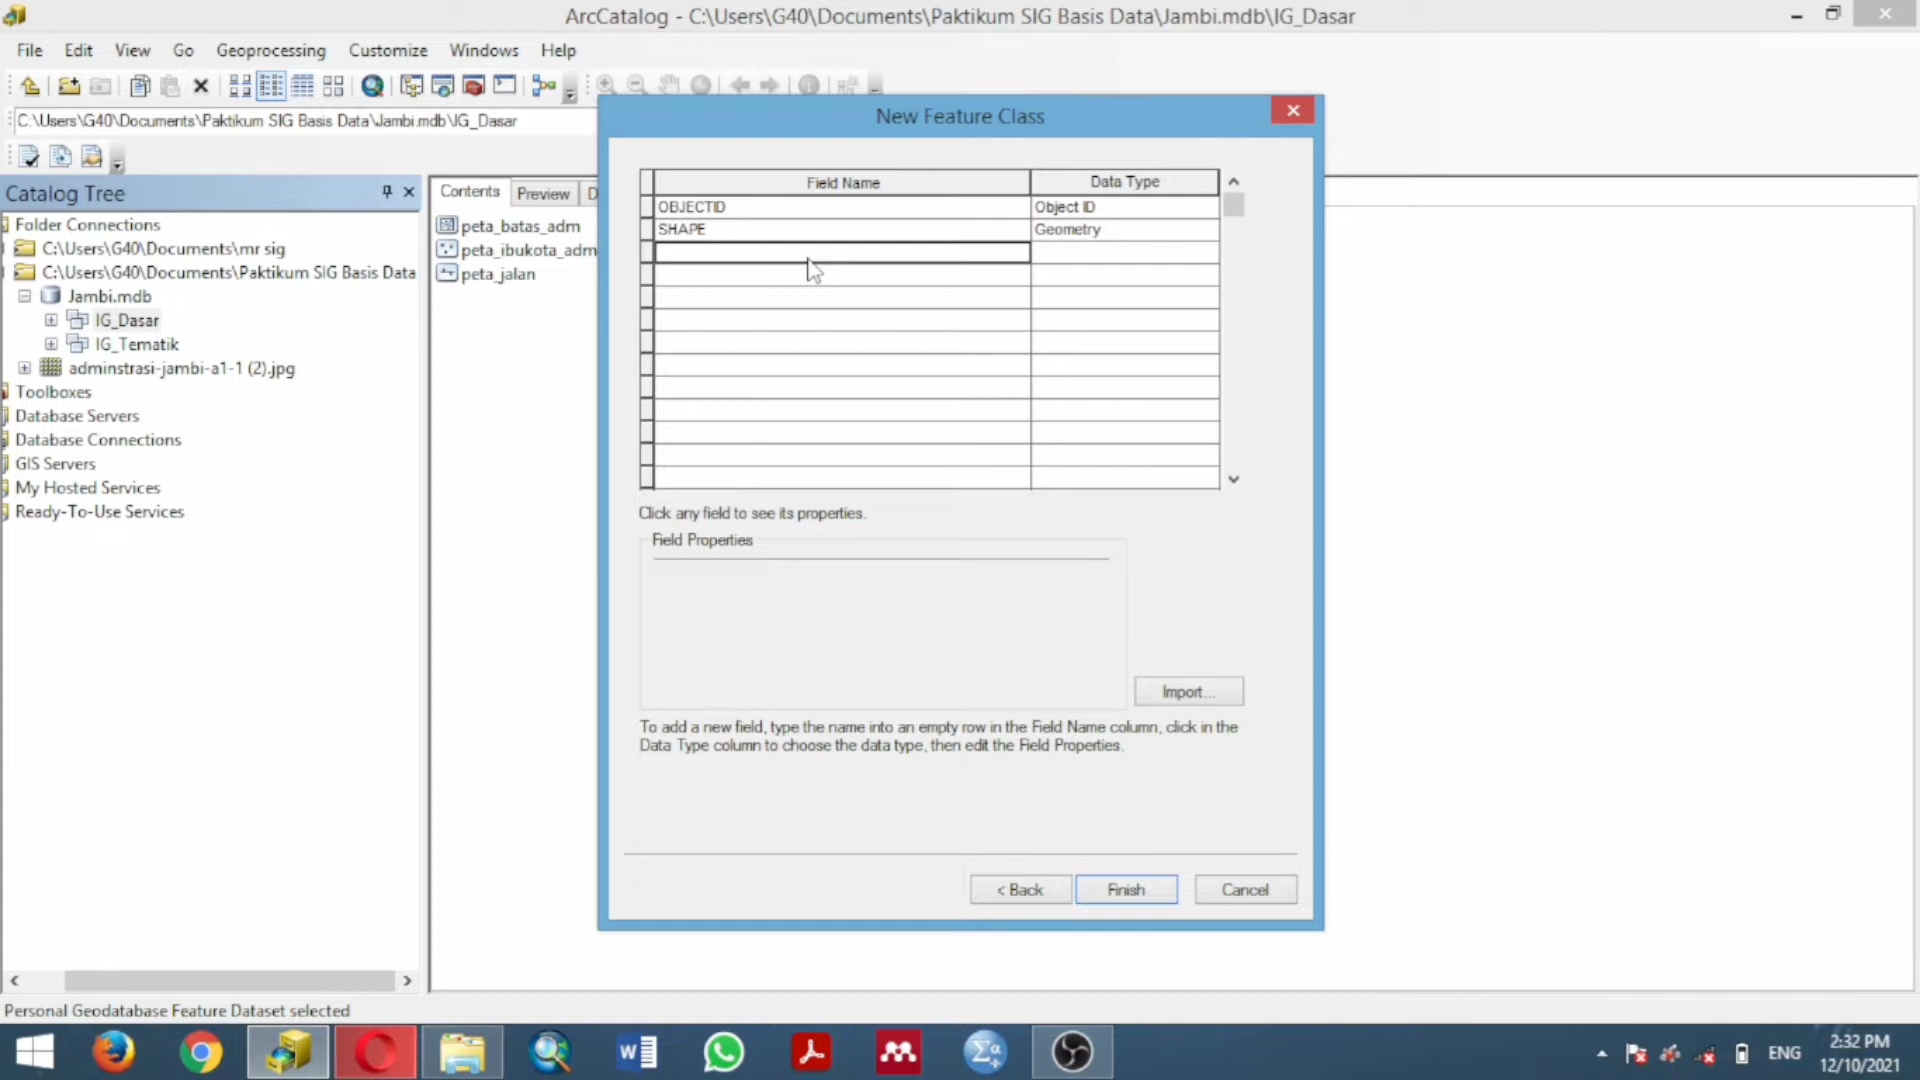 ArcCatalog - C:\Users\G40\Documents\Paktikum SIG Basis Data\Jambi.mdb\IG_Dasar
File Edit View Go Geoprocessing Customize Windows Help
C:\Users\G40\Documents\Paktikum SIG Basis Data\Jambi.mdb\IG_Dasar
Catalog Tree
Folder Connections
C:\Users\G40\Documents\mr sig
C:\Users\G40\Documents\Paktikum SIG Basis Data
Jambi.mdb
IG_Dasar
IG_Tematik
adminstrasi-jambi-a1-1 (2).jpg
Toolboxes
Database Servers
Database Connections
GIS Servers
My Hosted Services
Ready-To-Use Services
Contents Preview D
peta_batas_adm
peta_ibukota_adm
peta_jalan
New Feature Class
Field Name Data Type
OBJECTID Object ID
SHAPE Geometry
Click any field to see its properties.
Field Properties
Import...
To add a new field, type the name into an empty row in the Field Name column, click in the
Data Type column to choose the data type, then edit the Field Properties.
< Back Finish Cancel
Personal Geodatabase Feature Dataset selected
ENG
2:32 PM
12/10/2021